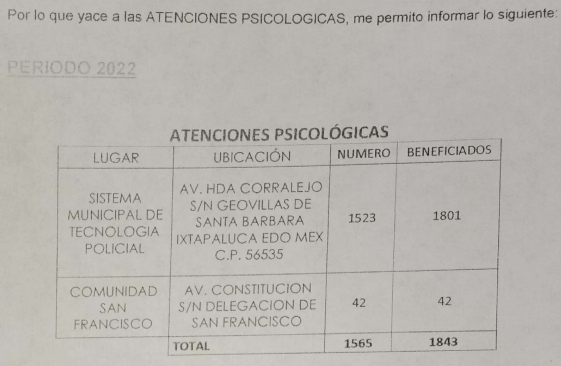 Por lo que yace a las ATENCIONES PSICOLOGICAS, me permito informar lo siguiente:
PERIODO 2022
ATENCIONES PSICOLÓGICAS
LUGAR UBICACIÓN NUMERO BENEFICIADOS
SISTEMA
MUNICIPAL DE
TECNOLOGIA
POLICIAL
AV. HDA CORRALEJO
S/N GEOVILLAS DE
SANTA BARBARA
IXTAPALUCA EDO MEX
C.P. 56535
1523
1801
COMUNIDAD
SAN
FRANCISCO
AV. CONSTITUCION
S/N DELEGACION DE
SAN FRANCISCO
42
42
TOTAL 1565 1843